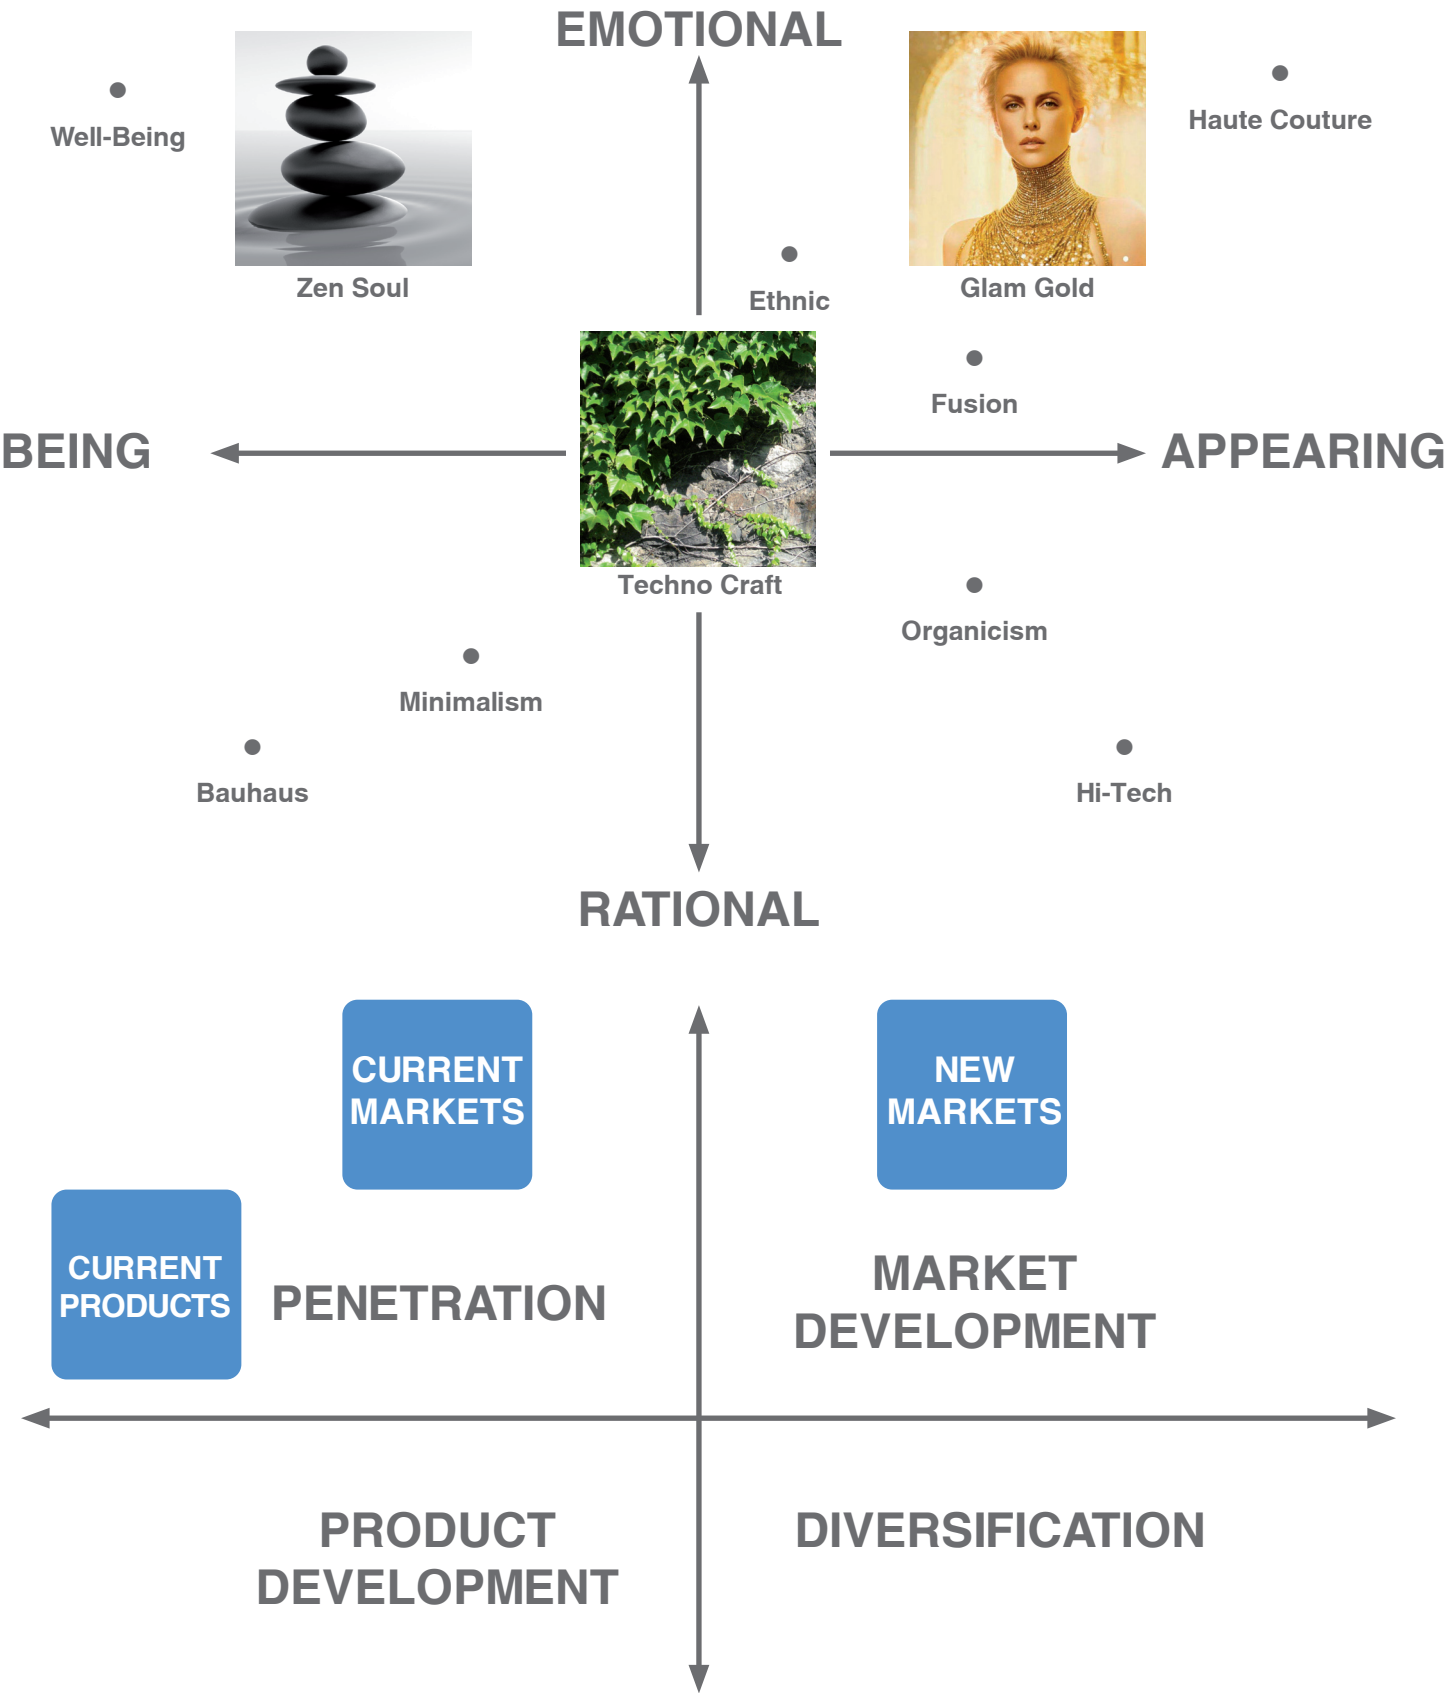 EMOTIONAL
Well-Being
Haute Couture
Zen Soul
Ethnic
Glam Gold
Fusion
BEING
APPEARING
Techno Craft
Organicism
Minimalism
Bauhaus
Hi-Tech
RATIONAL
CURRENT
MARKETS
NEW
MARKETS
CURRENT
PRODUCTS
PENETRATION
MARKET
DEVELOPMENT
PRODUCT
DEVELOPMENT
DIVERSIFICATION